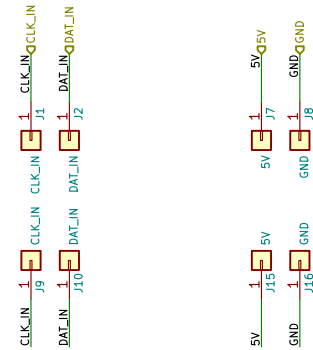 CLK_IN
DAT_IN
5V
GND
CLK_IN
DAT_IN
5V
GND
1
J1
1
J2
1
J7
1
J8
CLK_IN
DAT_IN
5V
GND
CLK_IN
DAT_IN
5V
GND
1
J9
1
J10
1
J15
1
J16
CLK_IN
DAT_IN
5V
GND